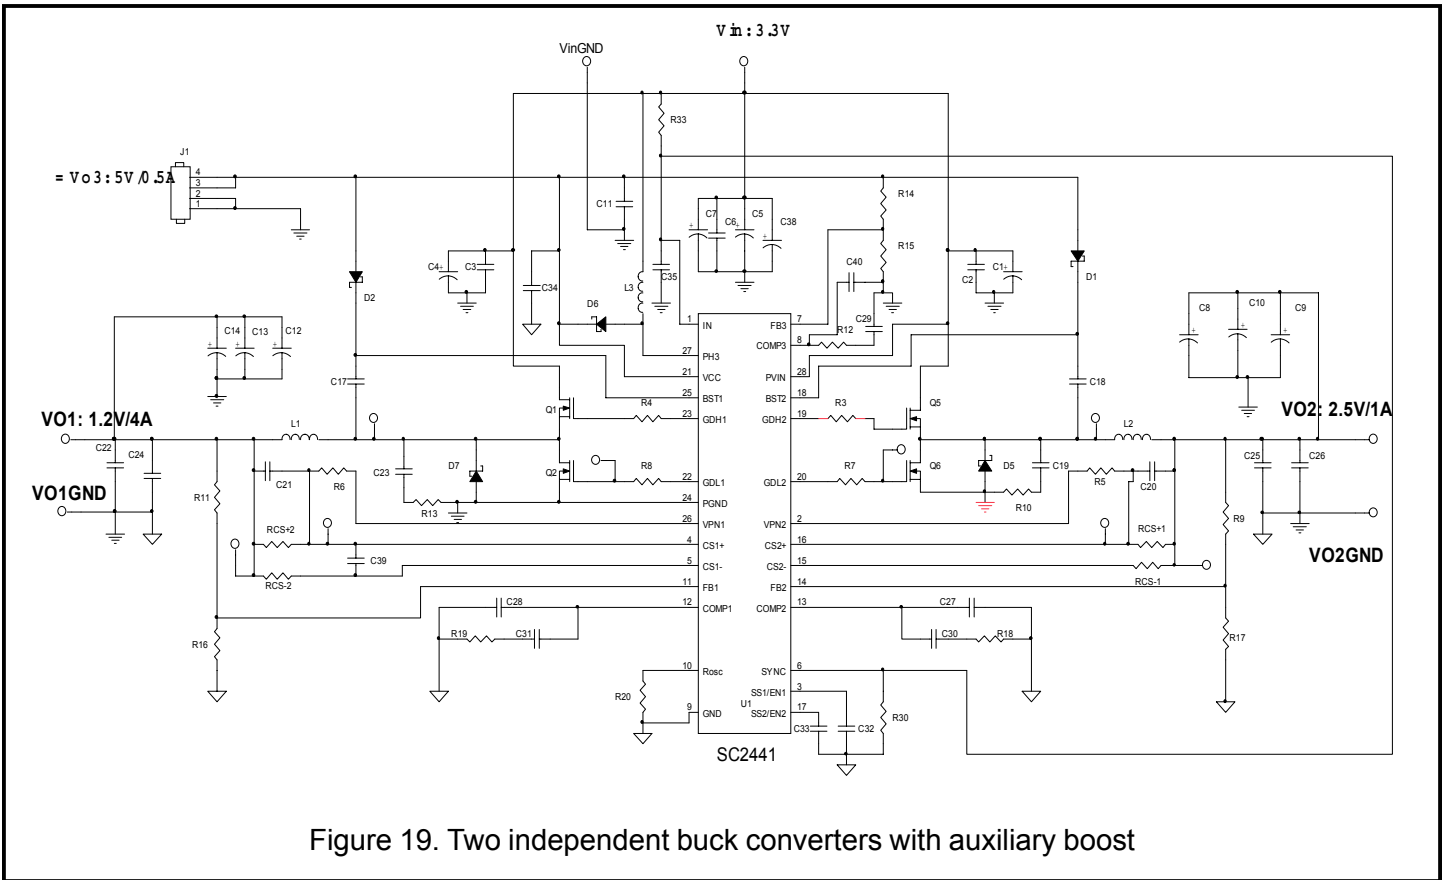 Vin:3.3V
VinGND
R33
J1
4
3
2
1
= Vo3:5V/0.5A
C11
R14
C7
C6
C5
C38
R15
C4
C3
C34
L3
C35
C40
C2
C1
D1
D2
D6
C29
R12
C8
C10
C9
C14
C13
C12
1
IN
FB3
7
COMP3
8
27
PH3
PVIN
28
21
VCC
C17
25
BST1
BST2
18
C18
Q1
R4
23
GDH1
GDH2
19
R3
Q5
VO1: 1.2V/4A
L1
L2
VO2: 2.5V/1A
C22
C24
C21
R6
C23
D7
Q2
R8
22
GDL1
GDL2
20
R7
Q6
D5
C19
R5
C20
C25
C26
VO1GND
R11
R13
24
PGND
R10
R9
26
VPN1
VPN2
2
RCS+2
4
CS1+
CS2+
16
RCS+1
C39
5
CS1-
CS2-
15
VO2GND
RCS-2
11
FB1
FB2
14
RCS-1
C28
12
COMP1
COMP2
13
C27
R16
R19
C31
C30
R18
R17
10
Rosc
SYNC
6
R20
SS1/EN1
3
U1
9
GND
SS2/EN2
17
C33
C32
R30
SC2441
Figure 19. Two independent buck converters with auxiliary boost